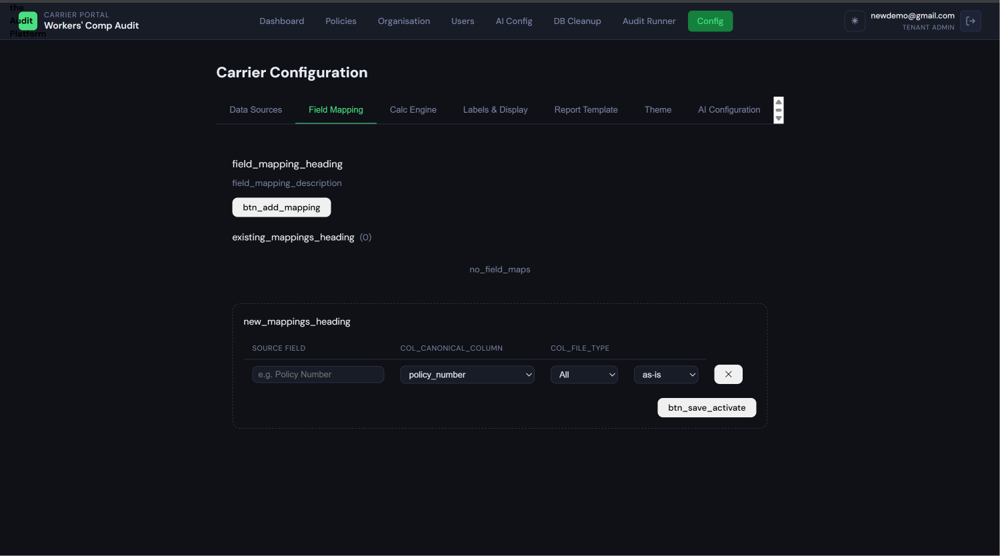 the
Audit
Platform
CARRIER PORTAL
Workers' Comp Audit
Dashboard Policies Organisation Users AI Config DB Cleanup Audit Runner Config
newdemo@gmail.com
TENANT ADMIN
Carrier Configuration
Data Sources Field Mapping Calc Engine Labels & Display Report Template Theme AI Configuration
field_mapping_heading
field_mapping_description
btn_add_mapping
existing_mappings_heading (0)
no_field_maps
new_mappings_heading
SOURCE FIELD COL_CANONICAL_COLUMN COL_FILE_TYPE
e.g. Policy Number policy_number All as-is
btn_save_activate